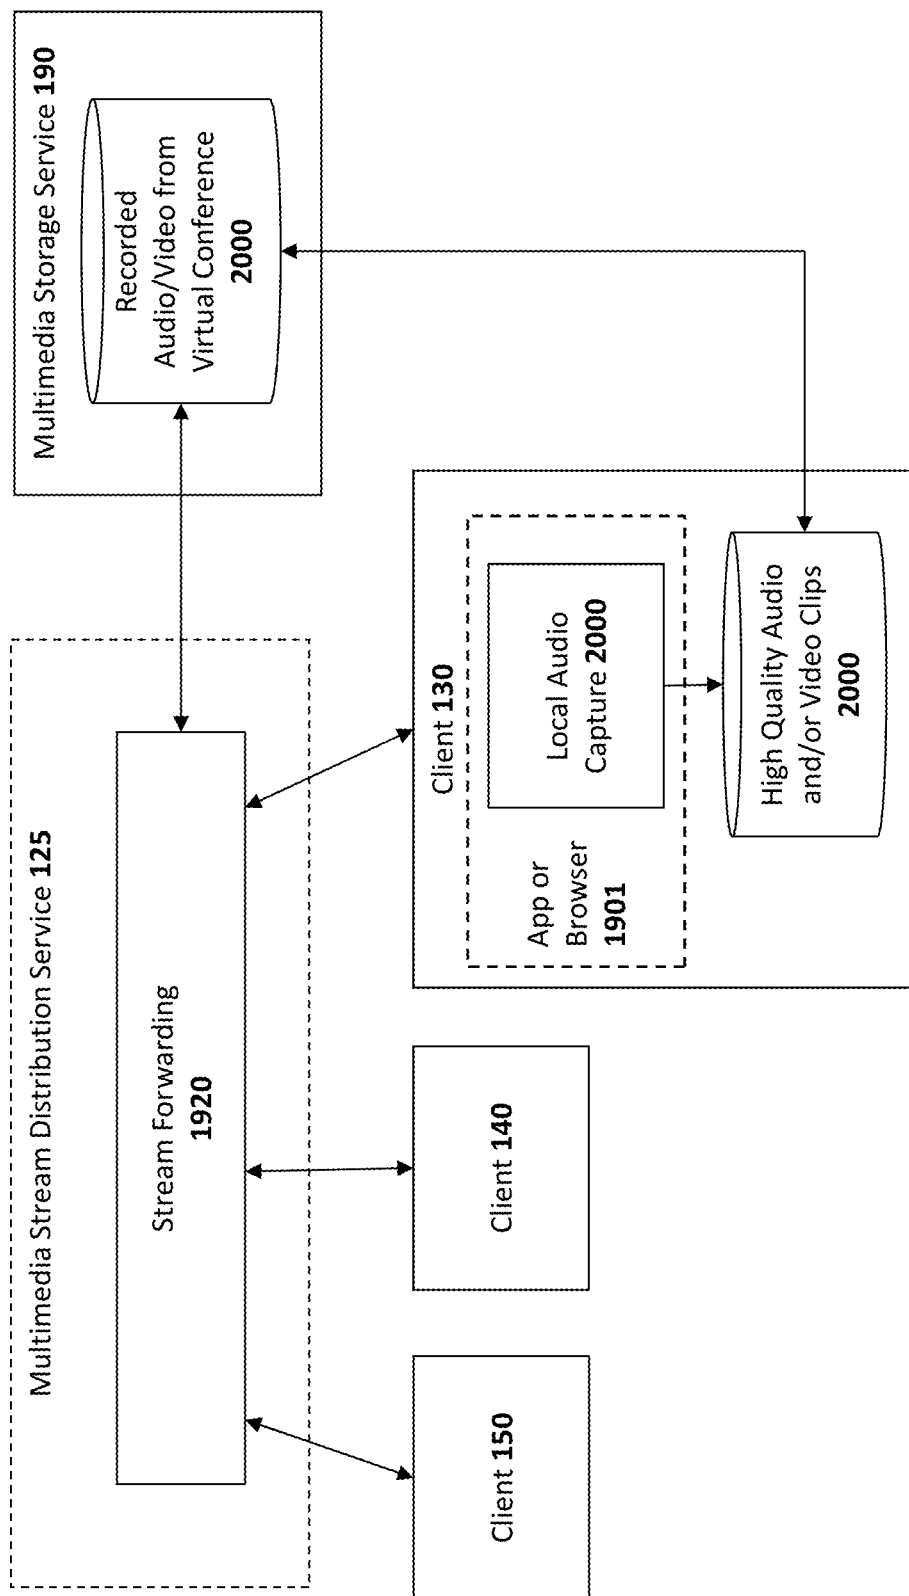 Multimedia Stream Distribution Service 125
Stream Forwarding
1920
Multimedia Storage Service 190
Recorded
Audio/Video from
Virtual Conference
2000
Client 150
Client 140
Client 130
App or
Browser
1901
Local Audio
Capture 2000
High Quality Audio
and/or Video Clips
2000